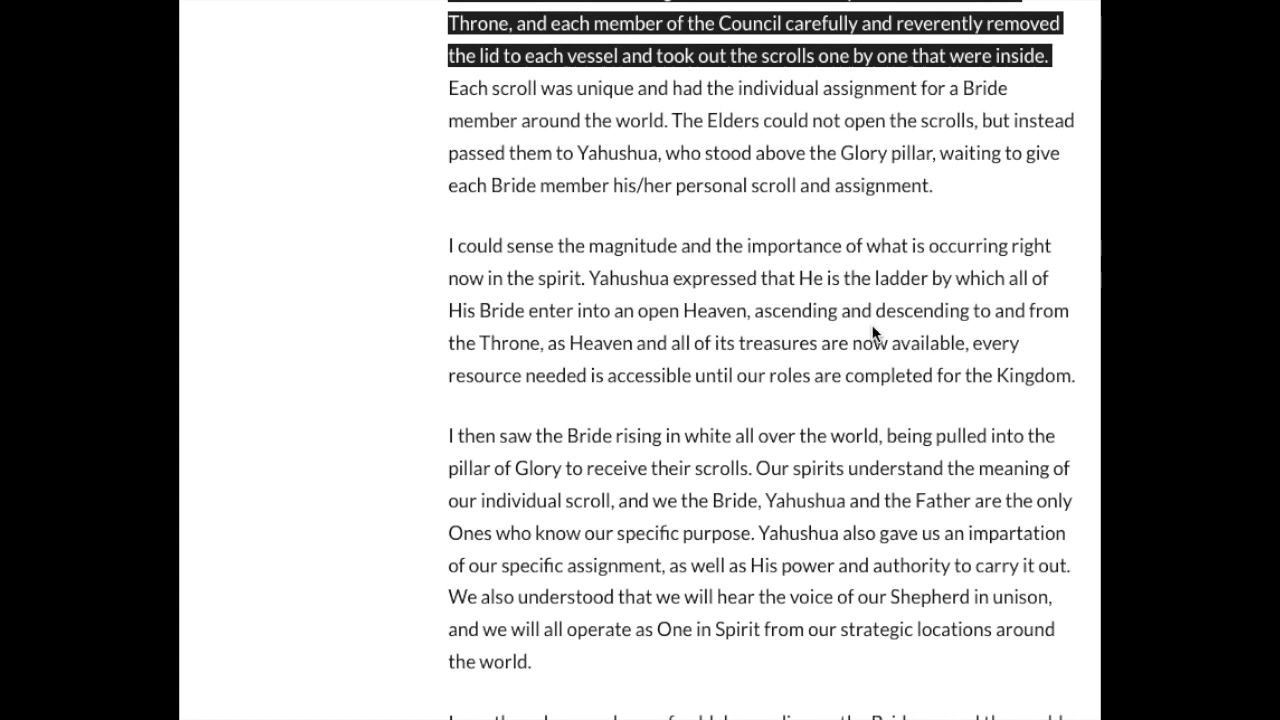 Throne, and each member of the Council carefully and reverently removed
the lid to each vessel and took out the scrolls one by one that were inside.
Each scroll was unique and had the individual assignment for a Bride
member around the world. The Elders could not open the scrolls, but instead
passed them to Yahushua, who stood above the Glory pillar, waiting to give
each Bride member his/her personal scroll and assignment.
I could sense the magnitude and the importance of what is occurring right
now in the spirit. Yahushua expressed that He is the ladder by which all of
His Bride enter into an open Heaven, ascending and descending to and from
the Throne, as Heaven and all of its treasures are now available, every
resource needed is accessible until our roles are completed for the Kingdom.
I then saw the Bride rising in white all over the world, being pulled into the
pillar of Glory to receive their scrolls. Our spirits understand the meaning of
our individual scroll, and we the Bride, Yahushua and the Father are the only
Ones who know our specific purpose. Yahushua also gave us an impartation
of our specific assignment, as well as His power and authority to carry it out.
We also understood that we will hear the voice of our Shepherd in unison,
and we will all operate as One in Spirit from our strategic locations around
the world.